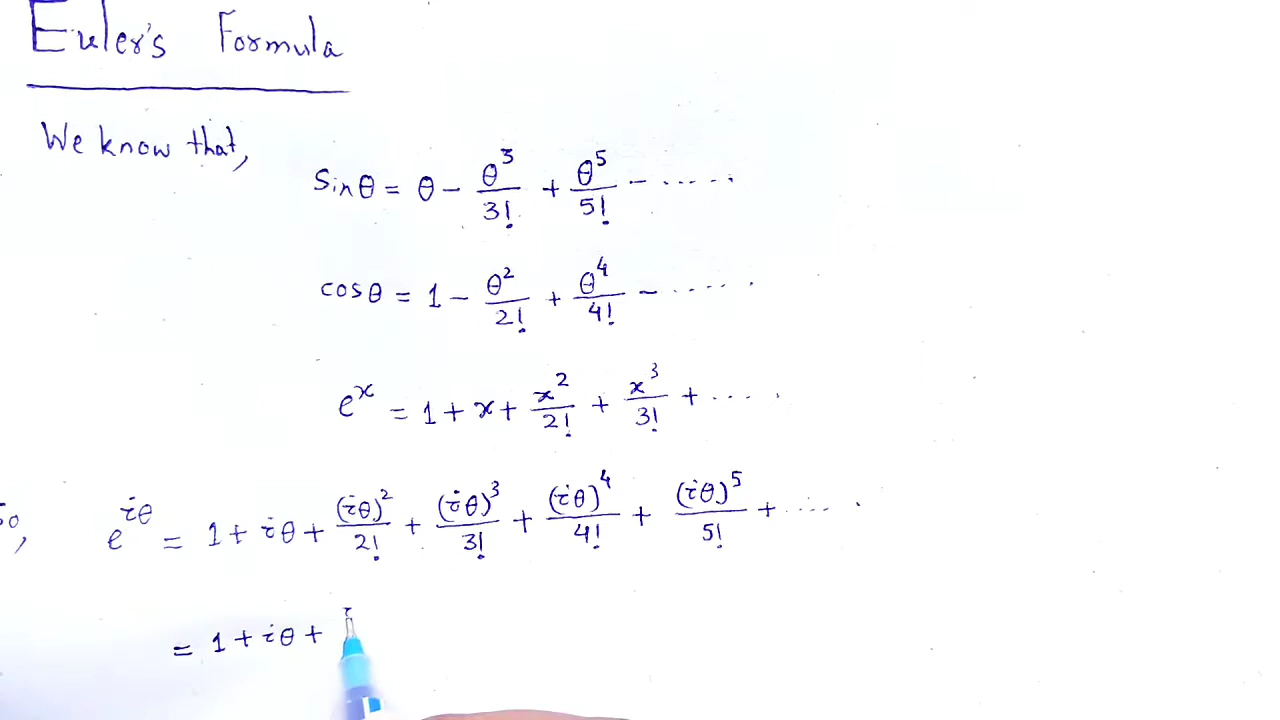 Euler's Formula
We know that,
Sinθ = θ - θ³/3! + θ⁵/5! - ......
cosθ = 1 - θ²/2! + θ⁴/4! - ......
eˣ = 1 + x + x²/2! + x³/3! + ....
So, e^{iθ} = 1 + iθ + (iθ)²/2! + (iθ)³/3! + (iθ)⁴/4! + (iθ)⁵/5! + ....
= 1 + iθ +